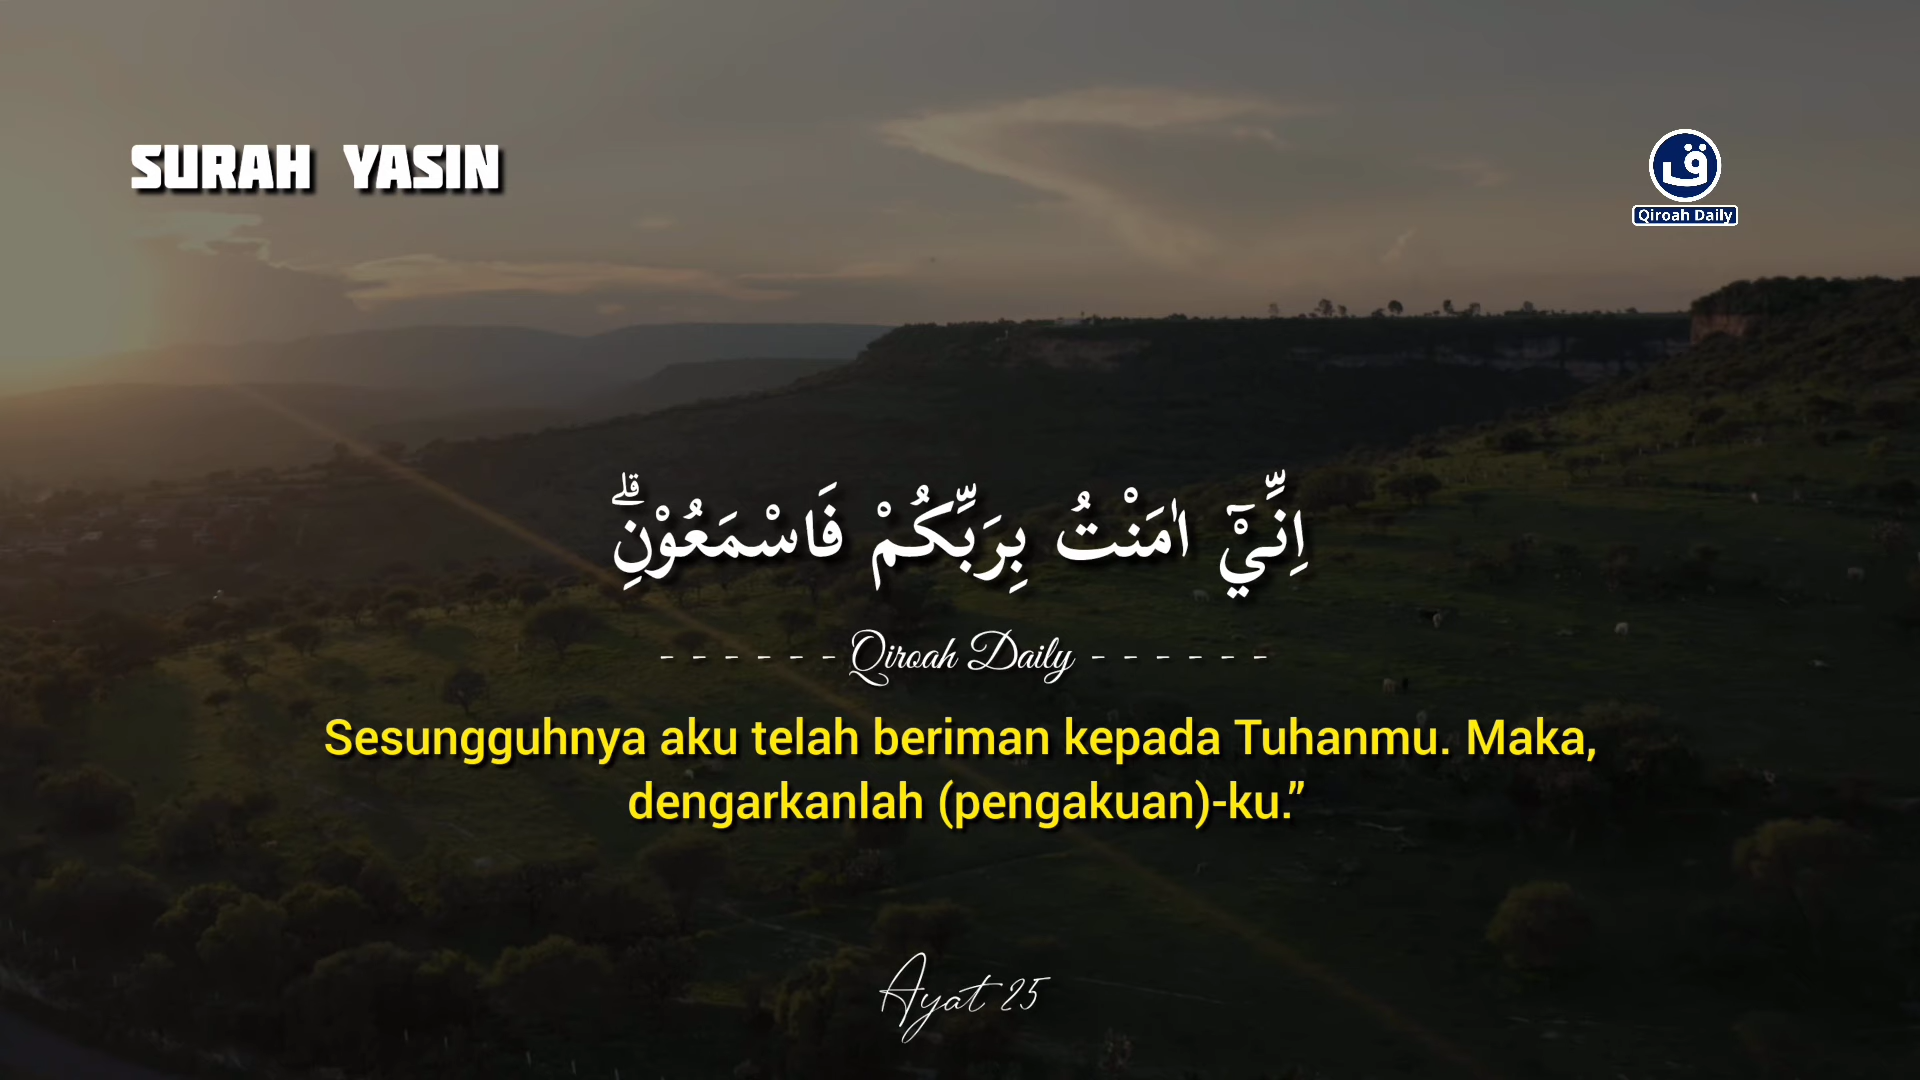 SURAH YASIN
ق
Qiroah Daily
اِنِّيْٓ اٰمَنْتُ بِرَبِّكُمْ فَاسْمَعُوْنِۗ
------ Qiroah Daily ------
Sesungguhnya aku telah beriman kepada Tuhanmu. Maka,
dengarkanlah (pengakuan)-ku.”
Ayat 25